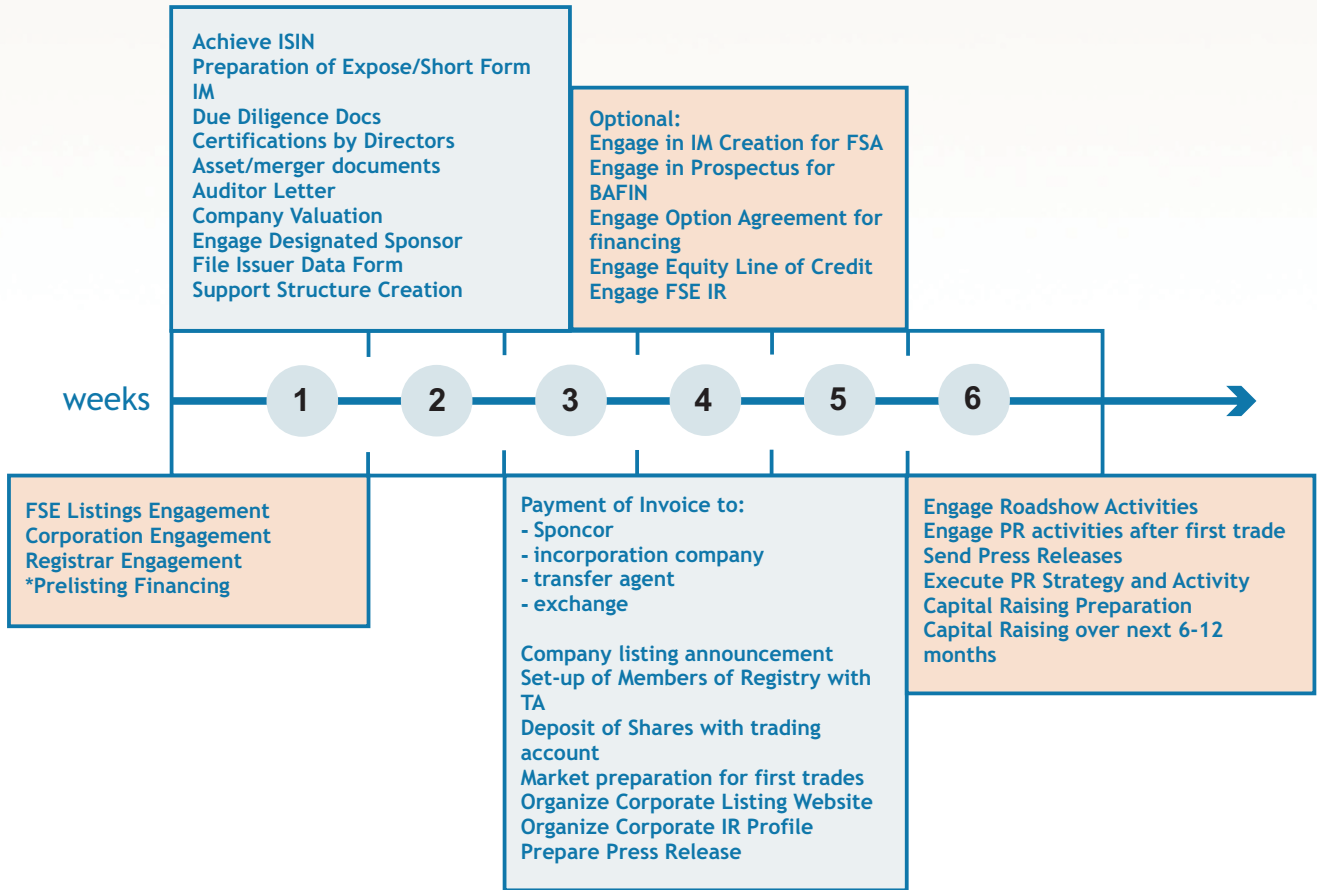 Achieve ISIN
Preparation of Expose/Short Form
IM
Due Diligence Docs
Certifications by Directors
Asset/merger documents
Auditor Letter
Company Valuation
Engage Designated Sponsor
File Issuer Data Form
Support Structure Creation
Optional:
Engage in IM Creation for FSA
Engage in Prospectus for
BAFIN
Engage Option Agreement for
financing
Engage Equity Line of Credit
Engage FSE IR
weeks 1 2 3 4 5 6
FSE Listings Engagement
Corporation Engagement
Registrar Engagement
*Prelisting Financing
Payment of Invoice to:
- Sponcor
- incorporation company
- transfer agent
- exchange
Company listing announcement
Set-up of Members of Registry with
TA
Deposit of Shares with trading
account
Market preparation for first trades
Organize Corporate Listing Website
Organize Corporate IR Profile
Prepare Press Release
Engage Roadshow Activities
Engage PR activities after first trade
Send Press Releases
Execute PR Strategy and Activity
Capital Raising Preparation
Capital Raising over next 6-12
months